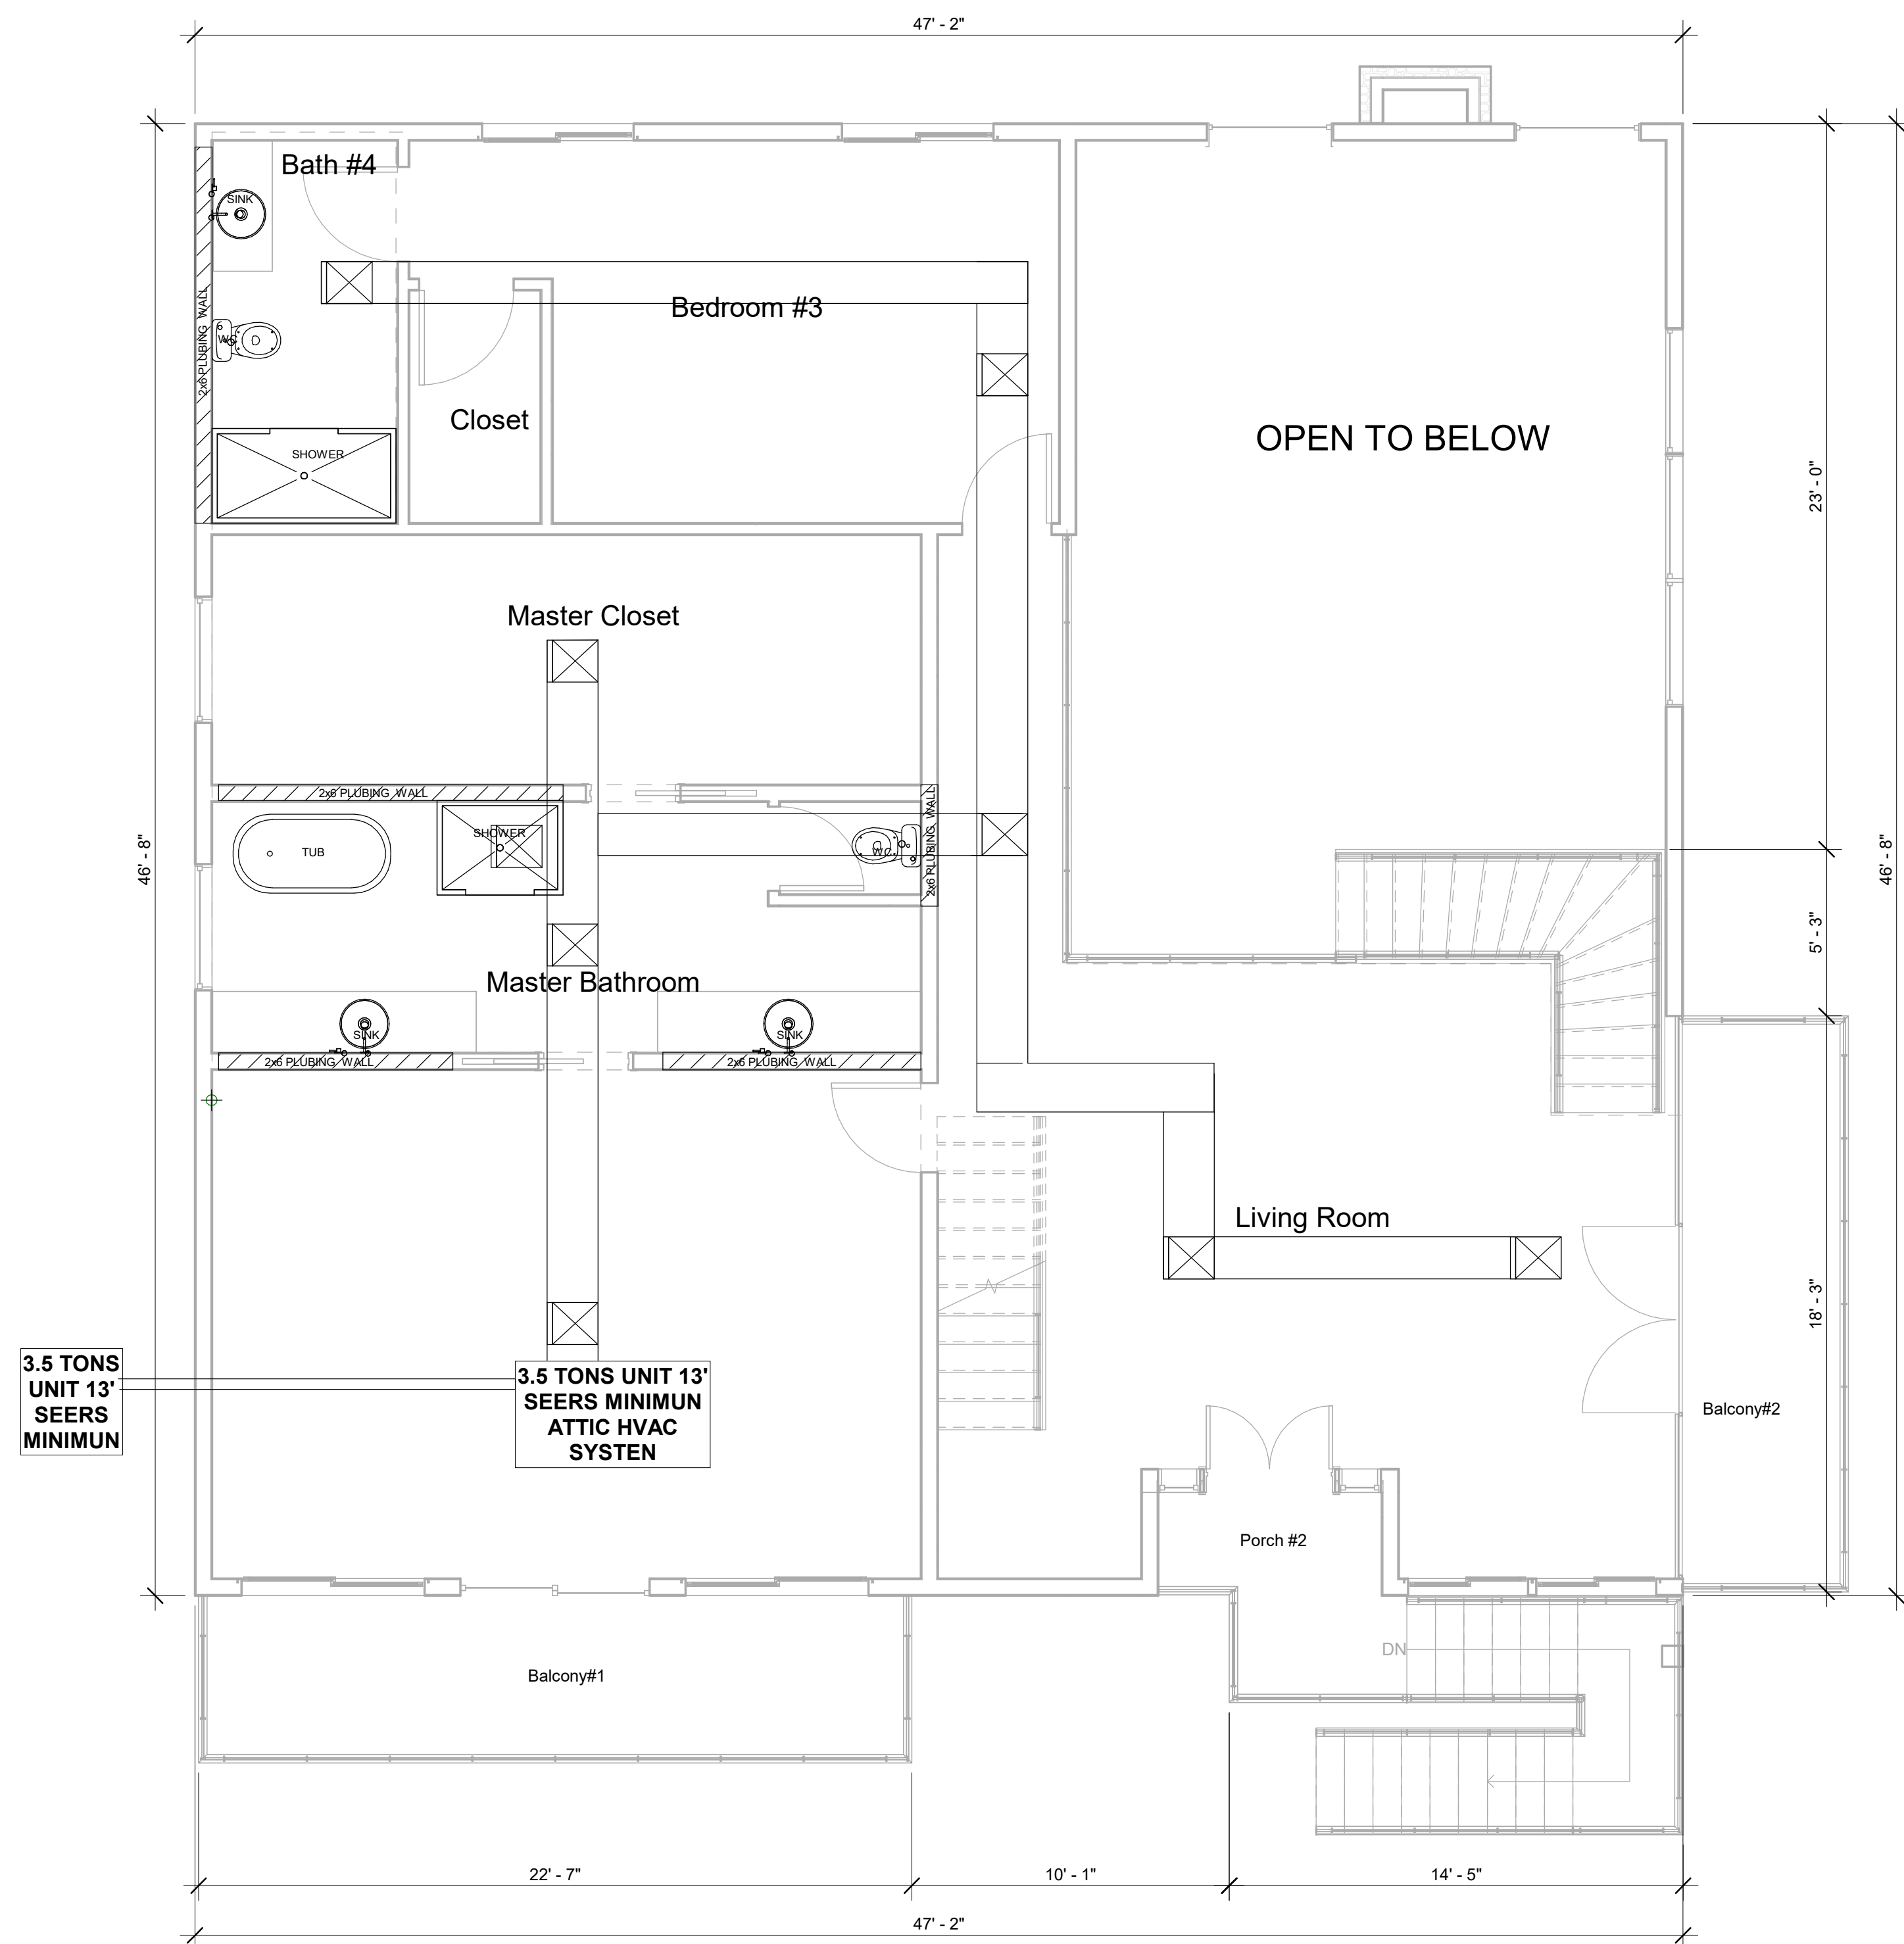 47' - 2"
Bath #4
SINK
2x6 PLUBING WALL
WC
Bedroom #3
Closet
SHOWER
OPEN TO BELOW
23' - 0"
Master Closet
2x6 PLUBING WALL
SHOWER
TUB
WC
2x6 PLUBING WALL
46' - 8"
46' - 8"
5' - 3"
Master Bathroom
SINK
SINK
2x6 PLUBING WALL
2x6 PLUBING WALL
Living Room
18' - 3"
3.5 TONS
UNIT 13'
SEERS
MINIMUN
3.5 TONS UNIT 13'
SEERS MINIMUN
ATTIC HVAC
SYSTEN
Balcony#2
Porch #2
DN
Balcony#1
22' - 7"
10' - 1"
14' - 5"
47' - 2"